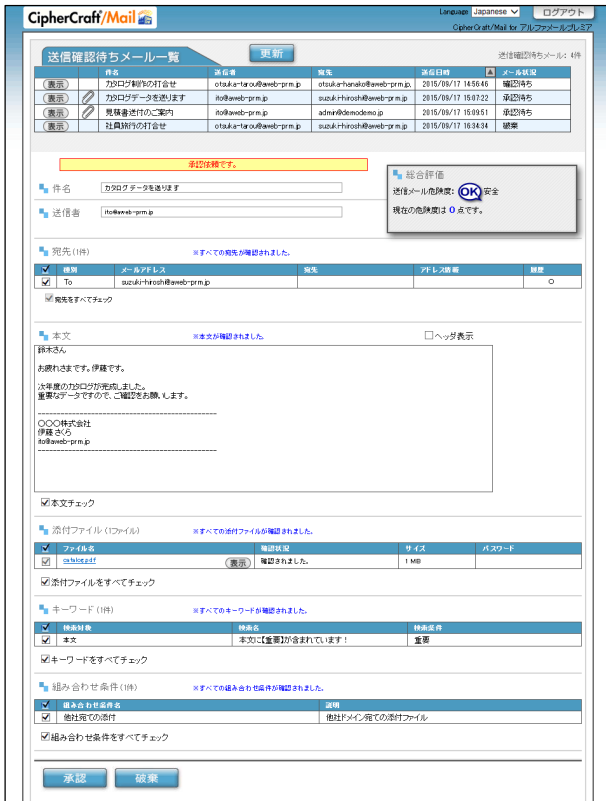 CipherCraft/Mail
Language Japanese ログアウト
CipherCraft/Mail for アルファメールプレミア
送信確認待ちメール一覧 更新 送信確認待ちメール: 4件
件名 送信者 宛先 送信日時 メール状況
表示 カタログ制作の打合せ otsuka-tarou@aweb-prm.jp otsuka-hanako@aweb-prm.jp, 2015/09/17 14:56:46 確認待ち
表示 カタログデータを送ります ito@aweb-prm.jp suzuki-hiroshi@aweb-prm.jp 2015/09/17 15:07:22 承認待ち
表示 見積書送付のご案内 ito@aweb-prm.jp admin@demodemo.jp 2015/09/17 15:09:51 承認待ち
表示 社員旅行の打合せ otsuka-tarou@aweb-prm.jp suzuki-hiroshi@aweb-prm.jp 2015/09/17 16:34:34 破棄
承認依頼です。
総合評価
送信メール危険度: OK 安全
現在の危険度は 0 点です。
件名 カタログデータを送ります
送信者 ito@aweb-prm.jp
宛先(1件) ※すべての宛先が確認されました。
種別 メールアドレス 宛先 アドレス情報 履歴
To suzuki-hiroshi@aweb-prm.jp ○
宛先をすべてチェック
本文 ※本文が確認されました。 ヘッダ表示
鈴木さん
お疲れさまです。伊藤です。
次年度のカタログが完成しました。
重要なデータですので、ご確認をお願いします。
------------------------------------------------
〇〇〇株式会社
伊藤 さくら
ito@aweb-prm.jp
------------------------------------------------
本文チェック
添付ファイル(1ファイル) ※すべての添付ファイルが確認されました。
ファイル名 確認状況 サイズ パスワード
catalog.pdf 表示 確認されました。 1 MB
添付ファイルをすべてチェック
キーワード(1件) ※すべてのキーワードが確認されました。
検索対象 検索名 検索条件
本文 本文に【重要】が含まれています! 重要
キーワードをすべてチェック
組み合わせ条件(1件) ※すべての組み合わせ条件が確認されました。
組み合わせ条件名 説明
他社宛ての添付 他社ドメイン宛ての添付ファイル
組み合わせ条件をすべてチェック
承認 破棄